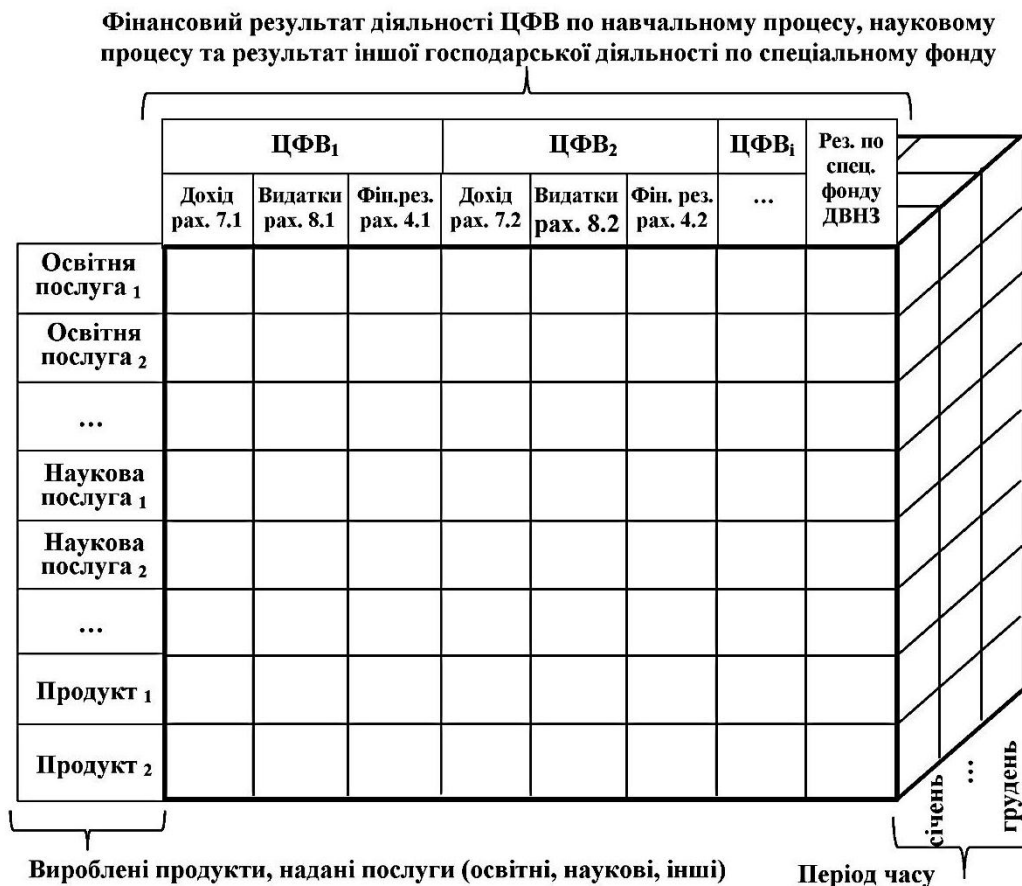 Фінансовий результат діяльності ЦФВ по навчальному процесу, науковому
процесу та результат іншої господарської діяльності по спеціальному фонду
ЦФВ₁ ЦФВ₂ ЦФВᵢ Рез. по
спец.
фонду
ДВНЗ
Дохід Видатки Фін.рез. Дохід Видатки Фін. рез. ...
рах. 7.1 рах. 8.1 рах. 4.1 рах. 7.2 рах. 8.2 рах. 4.2
Освітня
послуга ₁
Освітня
послуга ₂
...
Наукова
послуга ₁
Наукова
послуга ₂
...
Продукт ₁
Продукт ₂
січень
...
грудень
Вироблені продукти, надані послуги (освітні, наукові, інші)
Період часу